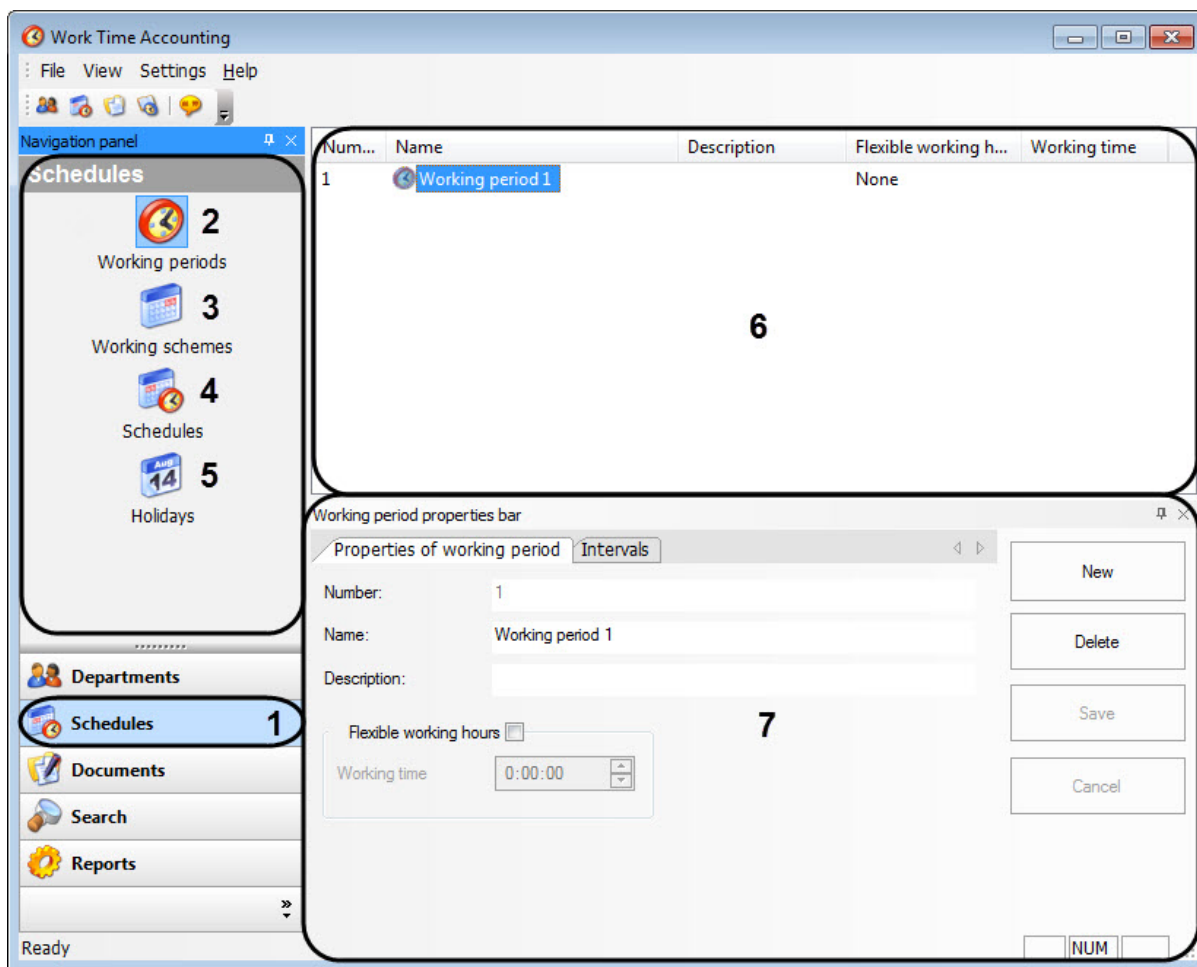 Work Time Accounting
File View Settings Help
Navigation panel
Schedules
2
Working periods
3
Working schemes
4
Schedules
Aug
14
5
Holidays
Departments
Schedules 1
Documents
Search
Reports
Num... Name Description Flexible working h... Working time
1 Working period 1 None
6
Working period properties bar
Properties of working period Intervals
Number: 1
Name: Working period 1
Description:
Flexible working hours
Working time 0:00:00
7
New
Delete
Save
Cancel
Ready NUM